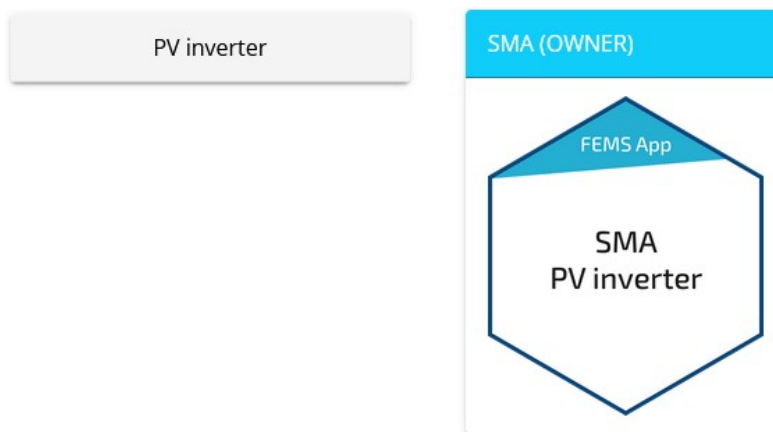 PV inverter
SMA (OWNER)
FEMS App
SMA
PV inverter